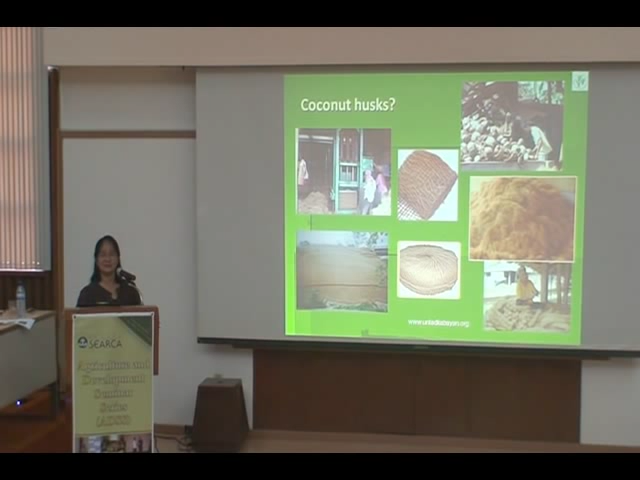 Coconut husks?
www.unladkabayan.org
SEARCA
Agriculture and
Development
Seminar
Series
(ADSS)